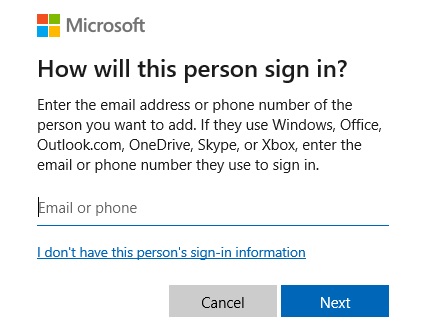 Microsoft
How will this person sign in?
Enter the email address or phone number of the
person you want to add. If they use Windows, Office,
Outlook.com, OneDrive, Skype, or Xbox, enter the
email or phone number they use to sign in.
Email or phone
I don't have this person's sign-in information
Cancel Next